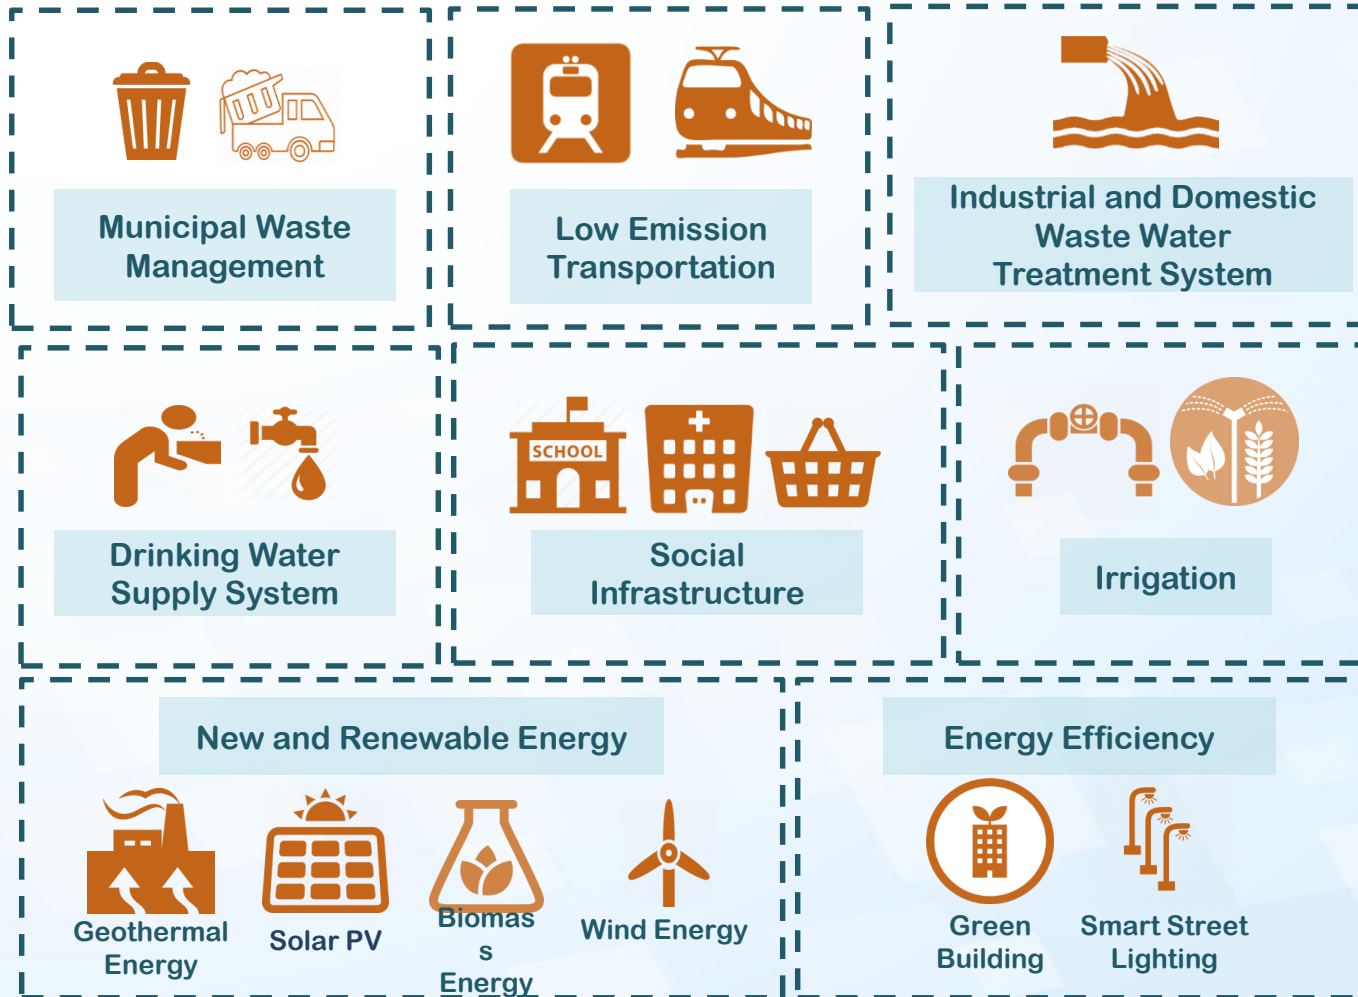 Municipal Waste
Management
Low Emission
Transportation
Industrial and Domestic
Waste Water
Treatment System
Drinking Water
Supply System
SCHOOL
Social
Infrastructure
Irrigation
New and Renewable Energy
Geothermal
Energy
Solar PV
Biomas
s
Energy
Wind Energy
Energy Efficiency
Green
Building
Smart Street
Lighting